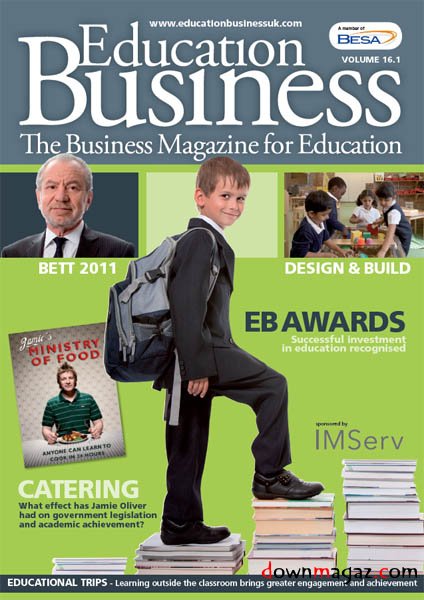 www.educationbusinessuk.com
A member of
BESA
VOLUME 16.1
Education
Business
The Business Magazine for Education
BETT 2011
DESIGN & BUILD
EB AWARDS
Successful investment
in education recognised
Jamie's
MINISTRY
OF FOOD
ANYONE CAN LEARN TO
COOK IN 24 HOURS
sponsored by
IMServ
CATERING
What effect has Jamie Oliver
had on government legislation
and academic achievement?
EDUCATIONAL TRIPS - Learning outside the classroom brings greater engagement and achievement
downmagaz.com